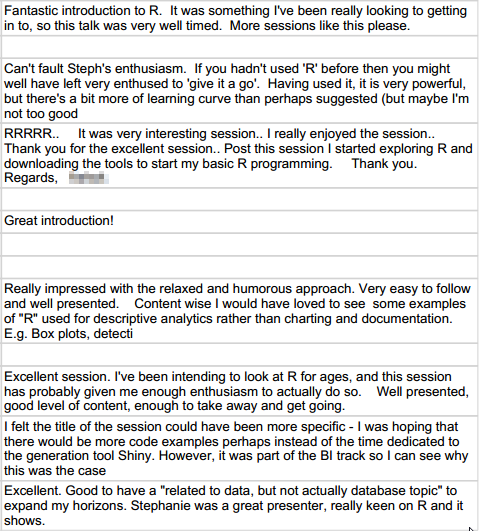 Fantastic introduction to R.  It was something I've been really looking to getting
in to, so this talk was very well timed.  More sessions like this please.
Can't fault Steph's enthusiasm.  If you hadn't used 'R' before then you might
well have left very enthused to 'give it a go'.  Having used it, it is very powerful,
but there's a bit more of learning curve than perhaps suggested (but maybe I'm
not too good
RRRRR..    It was very interesting session.. I really enjoyed the session..
Thank you for the excellent session.. Post this session I started exploring R and
downloading the tools to start my basic R programming.    Thank you.
Regards,
Great introduction!
Really impressed with the relaxed and humorous approach. Very easy to follow
and well presented.    Content wise I would have loved to see  some examples
of "R" used for descriptive analytics rather than charting and documentation.
E.g. Box plots, detecti
Excellent session. I've been intending to look at R for ages, and this session
has probably given me enough enthusiasm to actually do so.   Well presented,
good level of content, enough to take away and get going.
I felt the title of the session could have been more specific - I was hoping that
there would be more code examples perhaps instead of the time dedicated to
the generation tool Shiny. However, it was part of the BI track so I can see why
this was the case
Excellent. Good to have a "related to data, but not actually database topic" to
expand my horizons. Stephanie was a great presenter, really keen on R and it
shows.